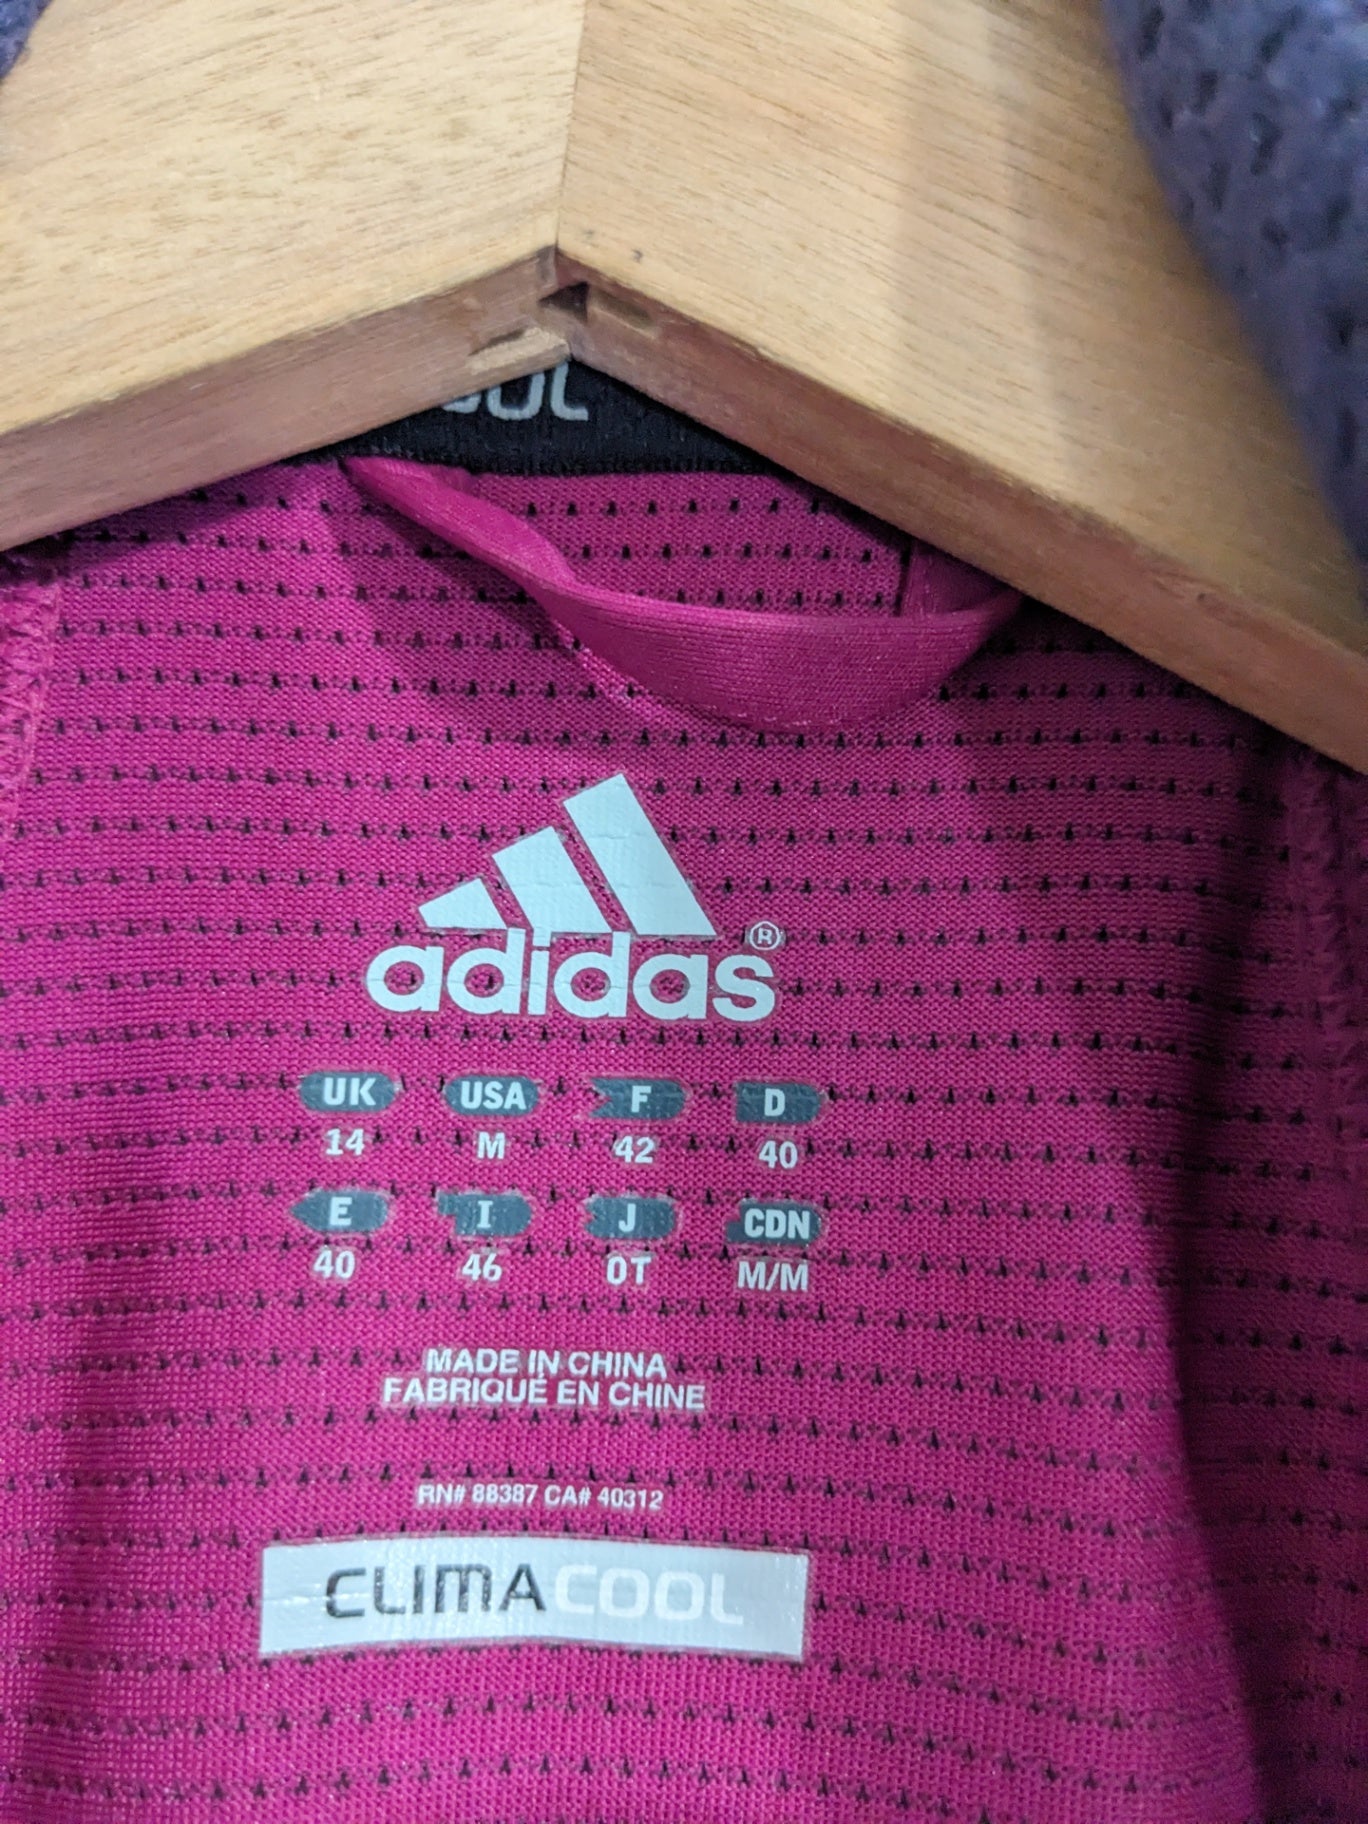 OOL
adidas®
UK USA F D
14 M 42 40
E I J CDN
40 46 OT M/M
MADE IN CHINA
FABRIQUÉ EN CHINE
RN# 88387 CA# 40312
CLIMACOOL